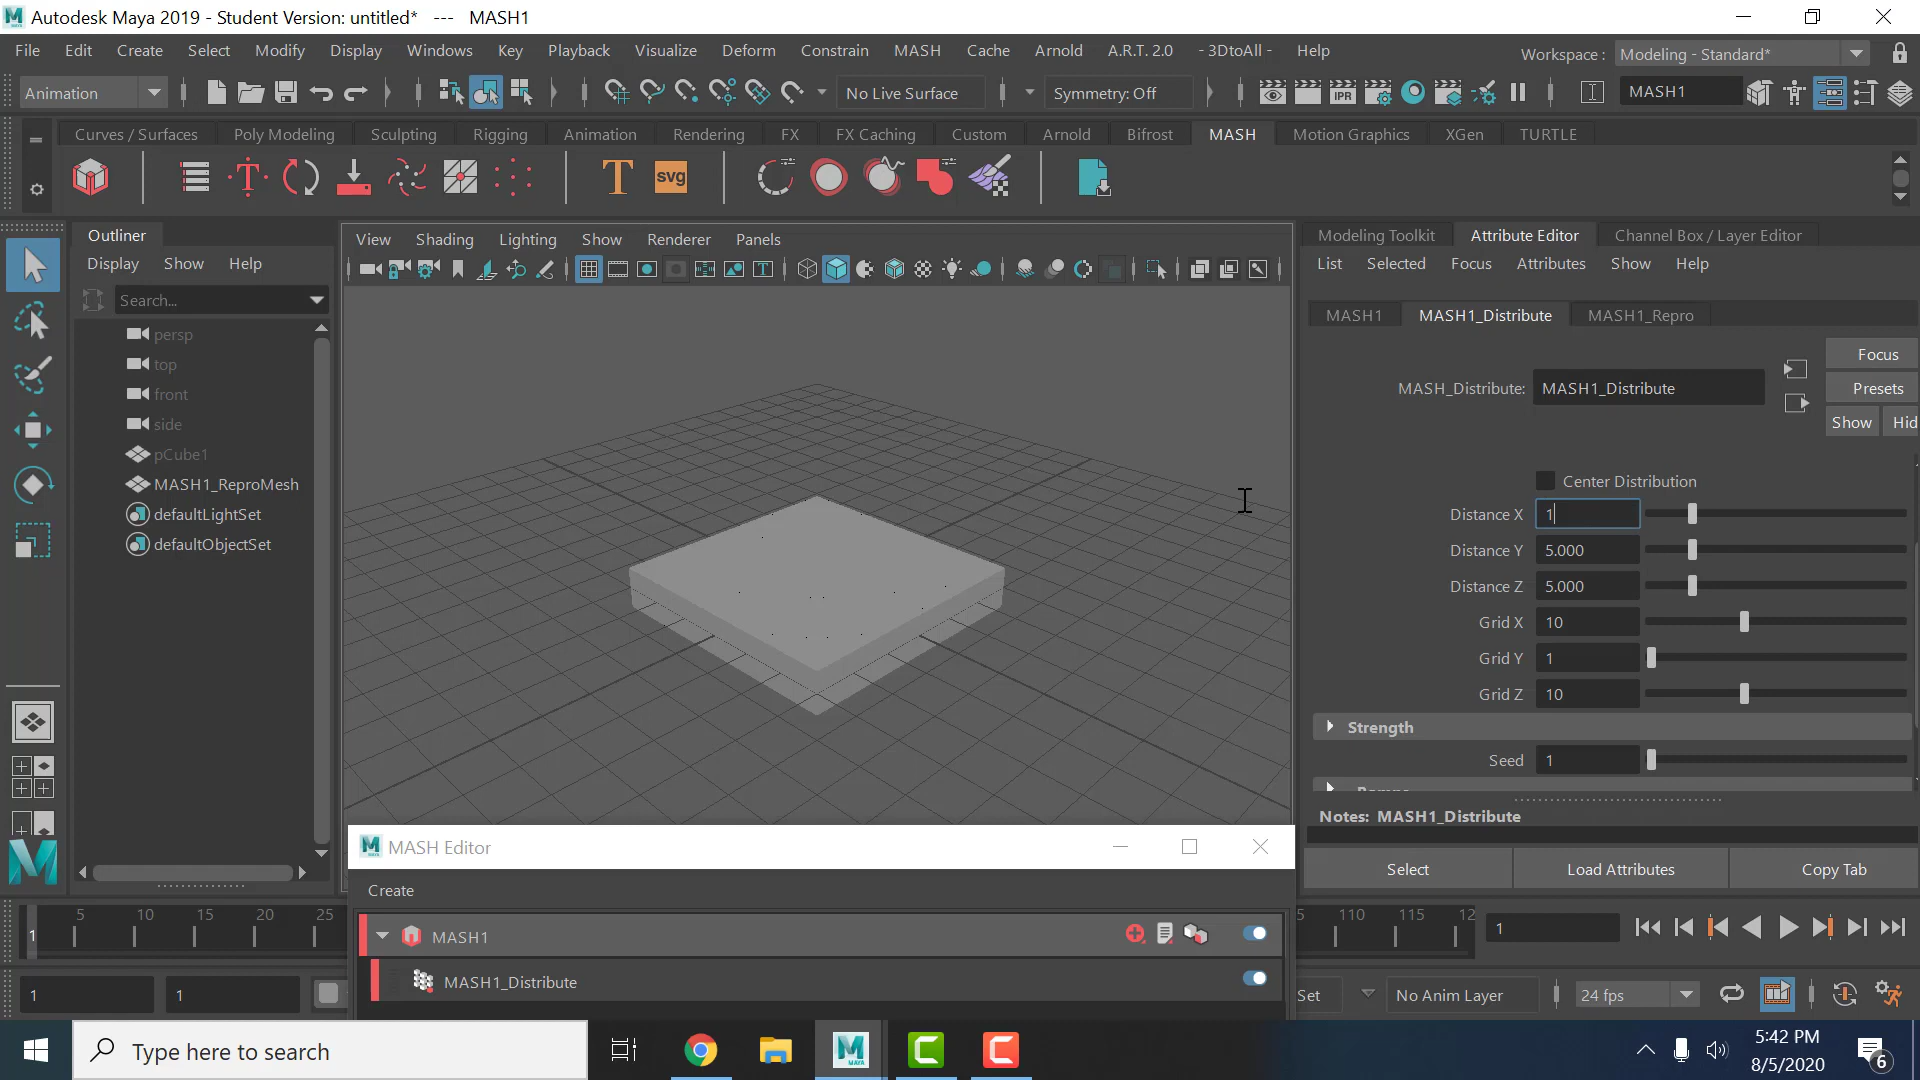 Autodesk Maya 2019 - Student Version: untitled*   ---   MASH1
File Edit Create Select Modify Display Windows Key Playback Visualize Deform Constrain MASH Cache Arnold A.R.T. 2.0 - 3DtoAll - Help
Workspace : Modeling - Standard*
Animation No Live Surface Symmetry: Off IPR MASH1
Curves / Surfaces Poly Modeling Sculpting Rigging Animation Rendering FX FX Caching Custom Arnold Bifrost MASH Motion Graphics XGen TURTLE
T T svg
Outliner
Display Show Help
Search...
persp
top
front
side
pCube1
MASH1_ReproMesh
defaultLightSet
defaultObjectSet
View Shading Lighting Show Renderer Panels
Modeling Toolkit Attribute Editor Channel Box / Layer Editor
List Selected Focus Attributes Show Help
MASH1 MASH1_Distribute MASH1_Repro
Focus
MASH_Distribute: MASH1_Distribute Presets
Show Hid
Center Distribution
Distance X 1
Distance Y 5.000
Distance Z 5.000
Grid X 10
Grid Y 1
Grid Z 10
Strength
Seed 1
Notes: MASH1_Distribute
Select Load Attributes Copy Tab
MASH Editor
Create
MASH1
MASH1_Distribute
5 10 15 20 25
1
5 110 115 12
1
1 1 Set No Anim Layer 24 fps
MAYA
Type here to search
5:42 PM
8/5/2020
6